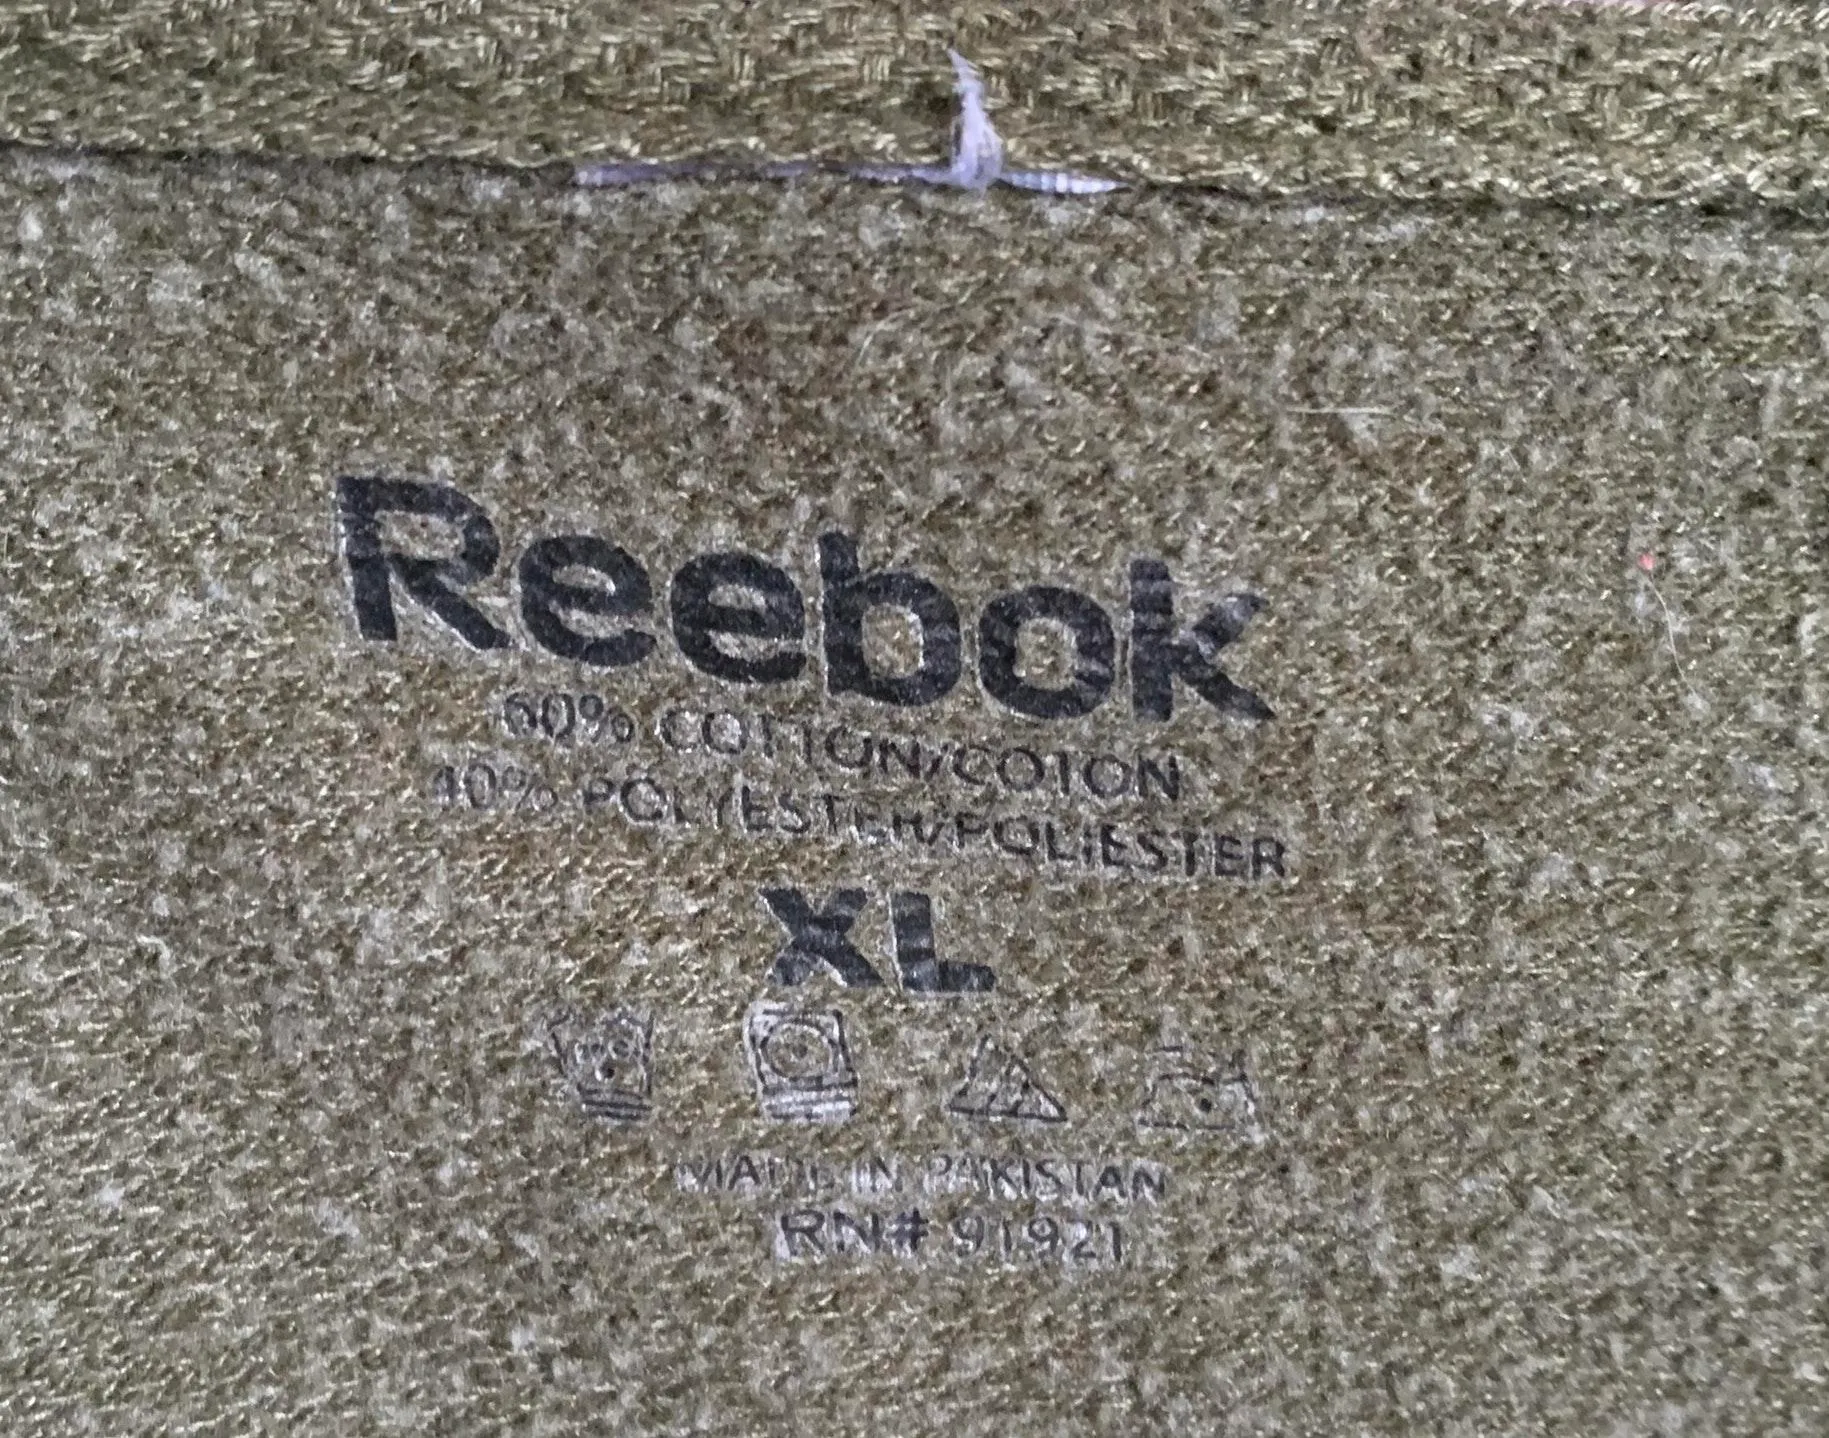 Reebok
60% COTTON/COTON
40% POLYESTER/POLIESTER
XL
MADE IN PAKISTAN
RN# 91921